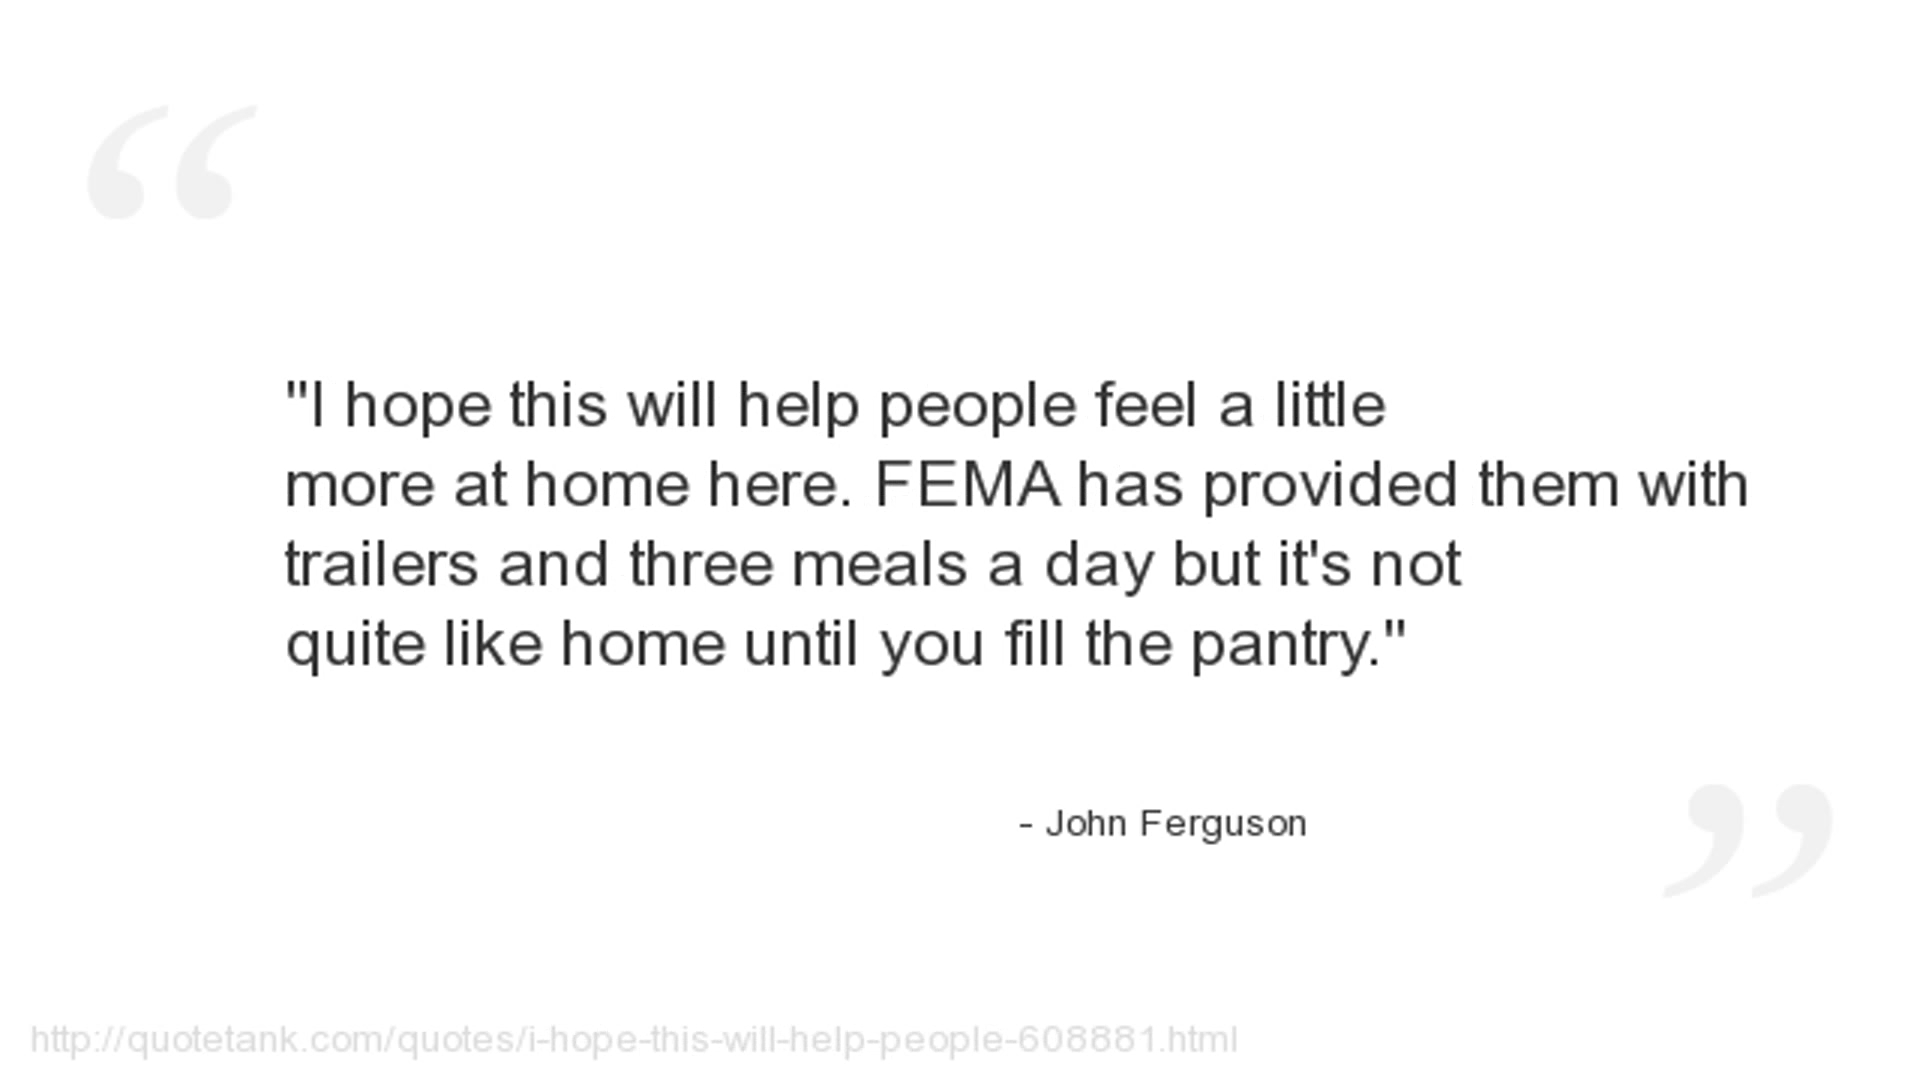 "I hope this will help people feel a little
more at home here. FEMA has provided them with
trailers and three meals a day but it's not
quite like home until you fill the pantry."
- John Ferguson
http://quotetank.com/quotes/i-hope-this-will-help-people-608881.html